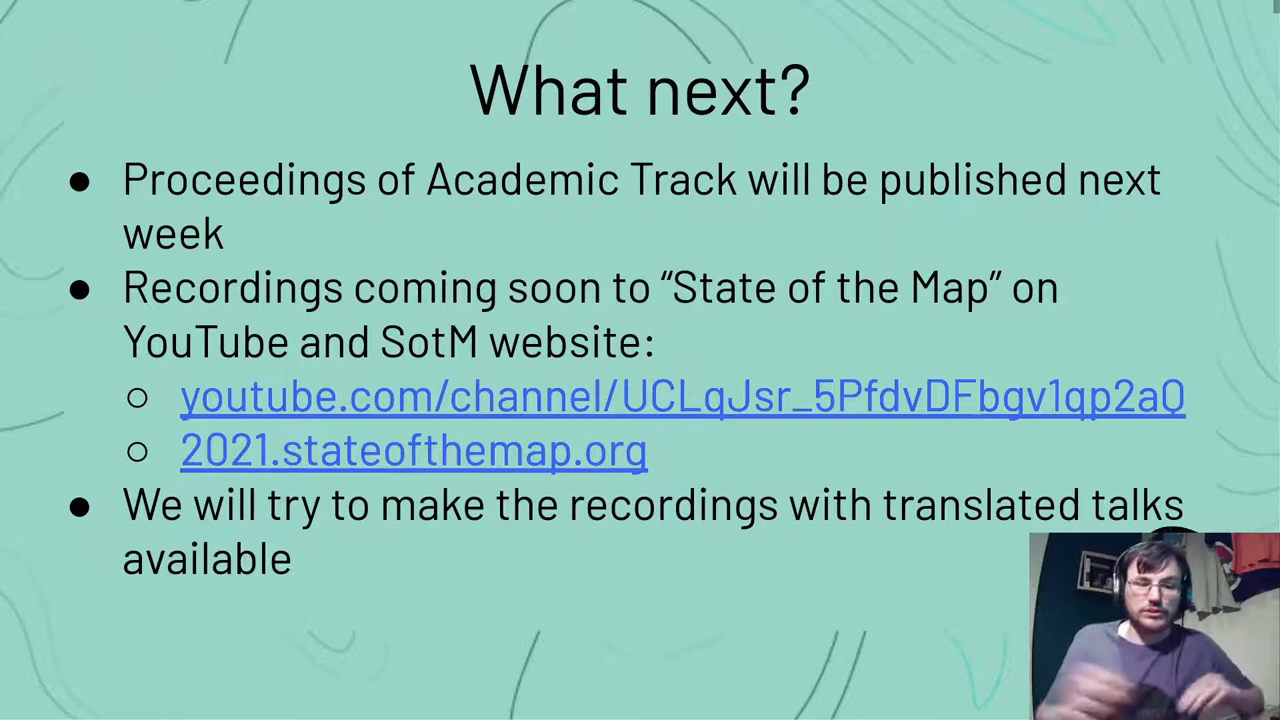 What next?
● Proceedings of Academic Track will be published next
week
● Recordings coming soon to “State of the Map” on
YouTube and SotM website:
○ youtube.com/channel/UCLqJsr_5PfdvDFbgv1qp2aQ
○ 2021.stateofthemap.org
● We will try to make the recordings with translated talks
available